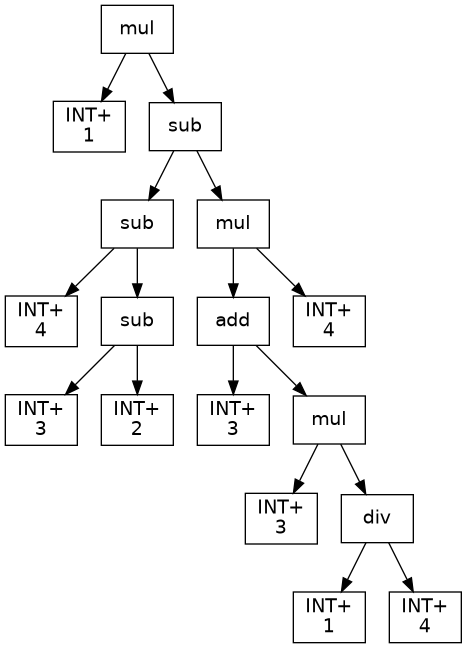 mul
INT+
1
sub
sub
mul
INT+
4
sub
add
INT+
4
INT+
3
INT+
2
INT+
3
mul
INT+
3
div
INT+
1
INT+
4